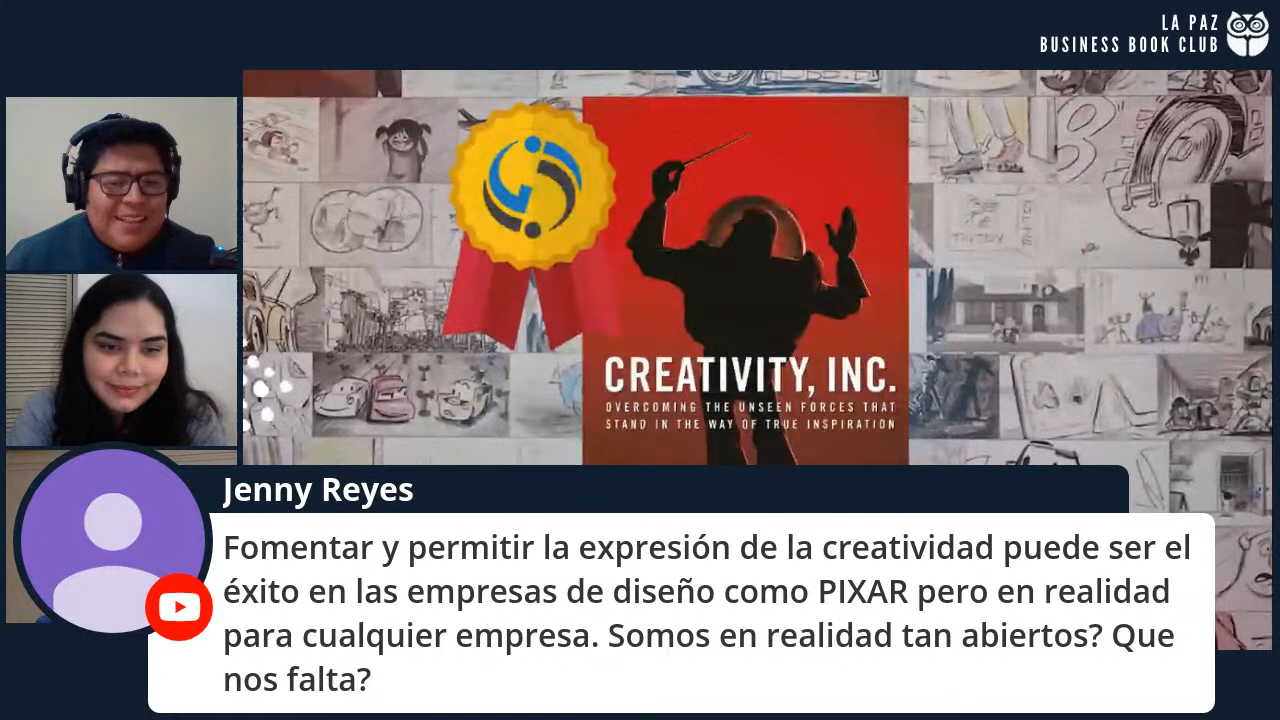 LA PAZ
BUSINESS BOOK CLUB
CREATIVITY, INC.
OVERCOMING THE UNSEEN FORCES THAT
STAND IN THE WAY OF TRUE INSPIRATION
Jenny Reyes
Fomentar y permitir la expresión de la creatividad puede ser el
éxito en las empresas de diseño como PIXAR pero en realidad
para cualquier empresa. Somos en realidad tan abiertos? Que
nos falta?